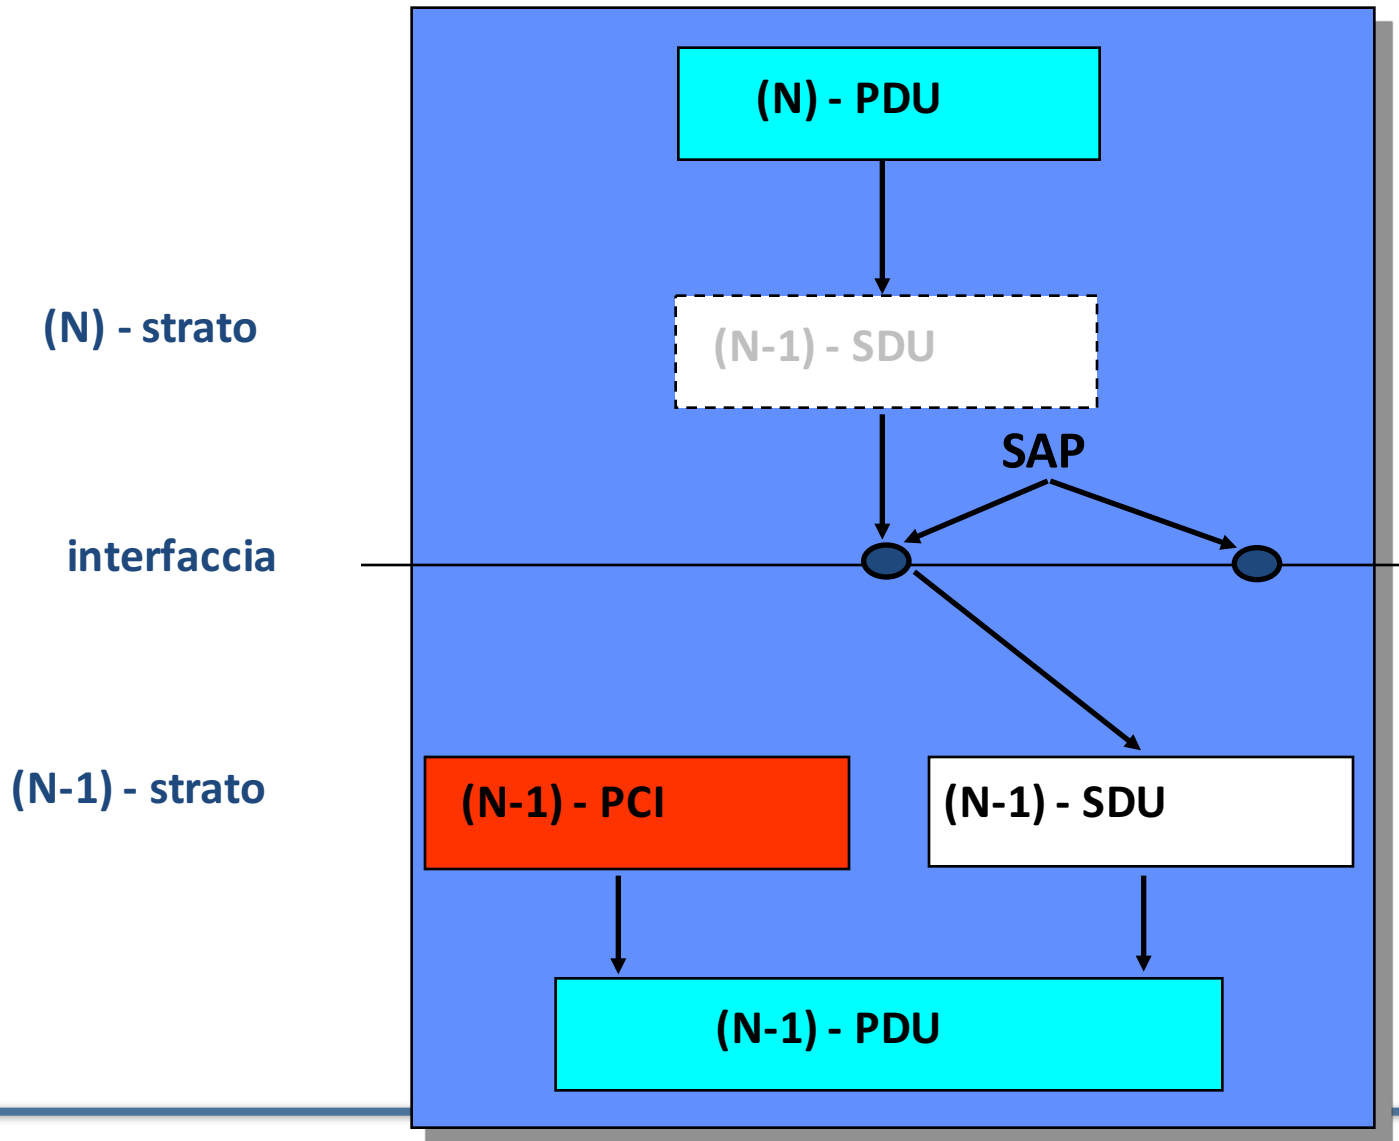 (N) - PDU
(N) - strato
(N-1) - SDU
SAP
interfaccia
(N-1) - strato
(N-1) - PCI
(N-1) - SDU
(N-1) - PDU